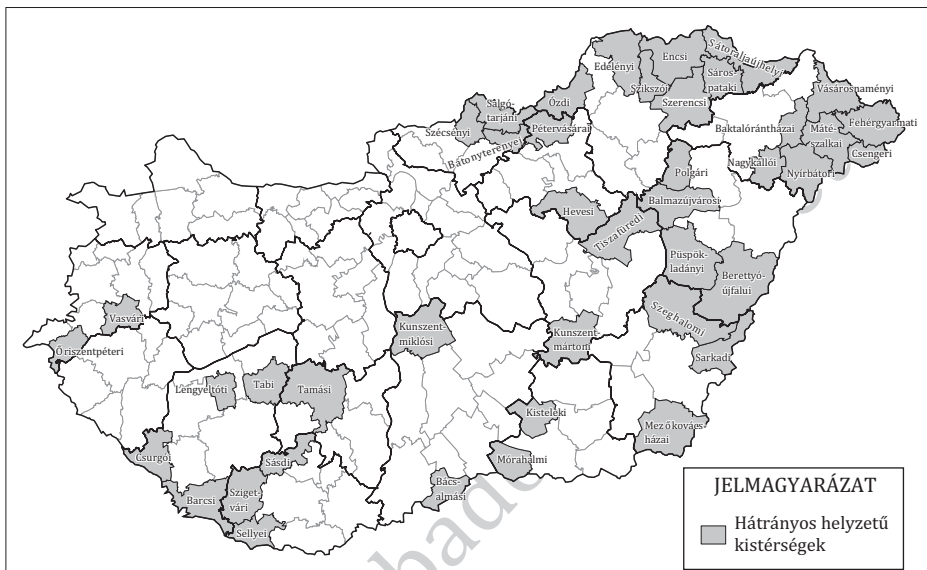 Sátoraljaújhelyi
Encsi
Edelényi
Sáros-
pataki
Szikszói
Szerencsi
Ózdi
Salgó-
tarjáni
Szécsényi
Pétervásárai
Bátonyterenyei
Vásárosnaményi
Fehérgyarmati
Baktalórántházai
Máté-
szalkai
Csengeri
Nagykállói
Nyírbátori
Polgári
Balmazújvárosi
Hevesi
Tiszafüredi
Püspök-
ladányi
Berettyó-
újfalui
Szeghalomi
Sarkadi
Vasvári
Őriszentpéteri
Kunszent-
miklósi
Kunszent-
mártoni
Lengyeltóti
Tabi
Tamási
Kisteleki
Mezőkovács-
házai
Mórahalmi
Csurgói
Sásdi
Barcsi
Sziget-
vári
Sellyei
Bács-
almási
JELMAGYARÁZAT
Hátrányos helyzetű
kistérségek